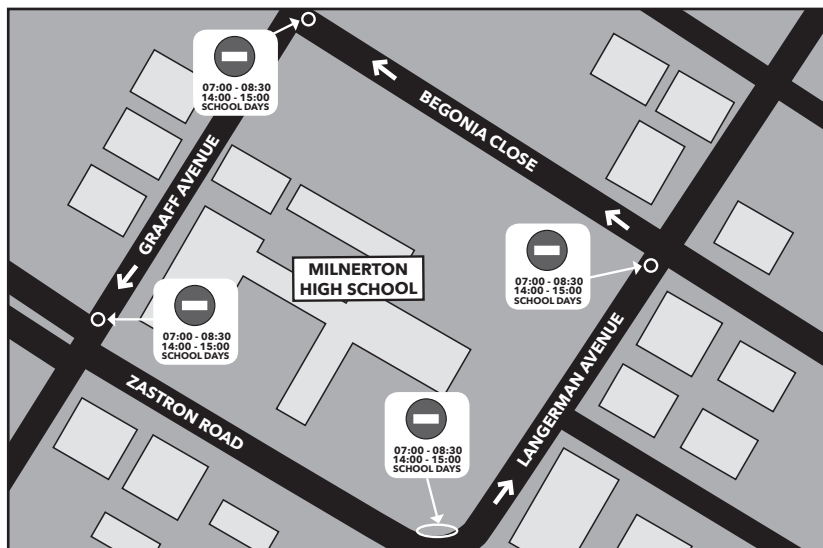 07:00 - 08:30
14:00 - 15:00
SCHOOL DAYS
BEGONIA CLOSE
GRAAFF AVENUE
MILNERTON
HIGH SCHOOL
07:00 - 08:30
14:00 - 15:00
SCHOOL DAYS
07:00 - 08:30
14:00 - 15:00
SCHOOL DAYS
LANGERMAN AVENUE
ZASTRON ROAD
07:00 - 08:30
14:00 - 15:00
SCHOOL DAYS